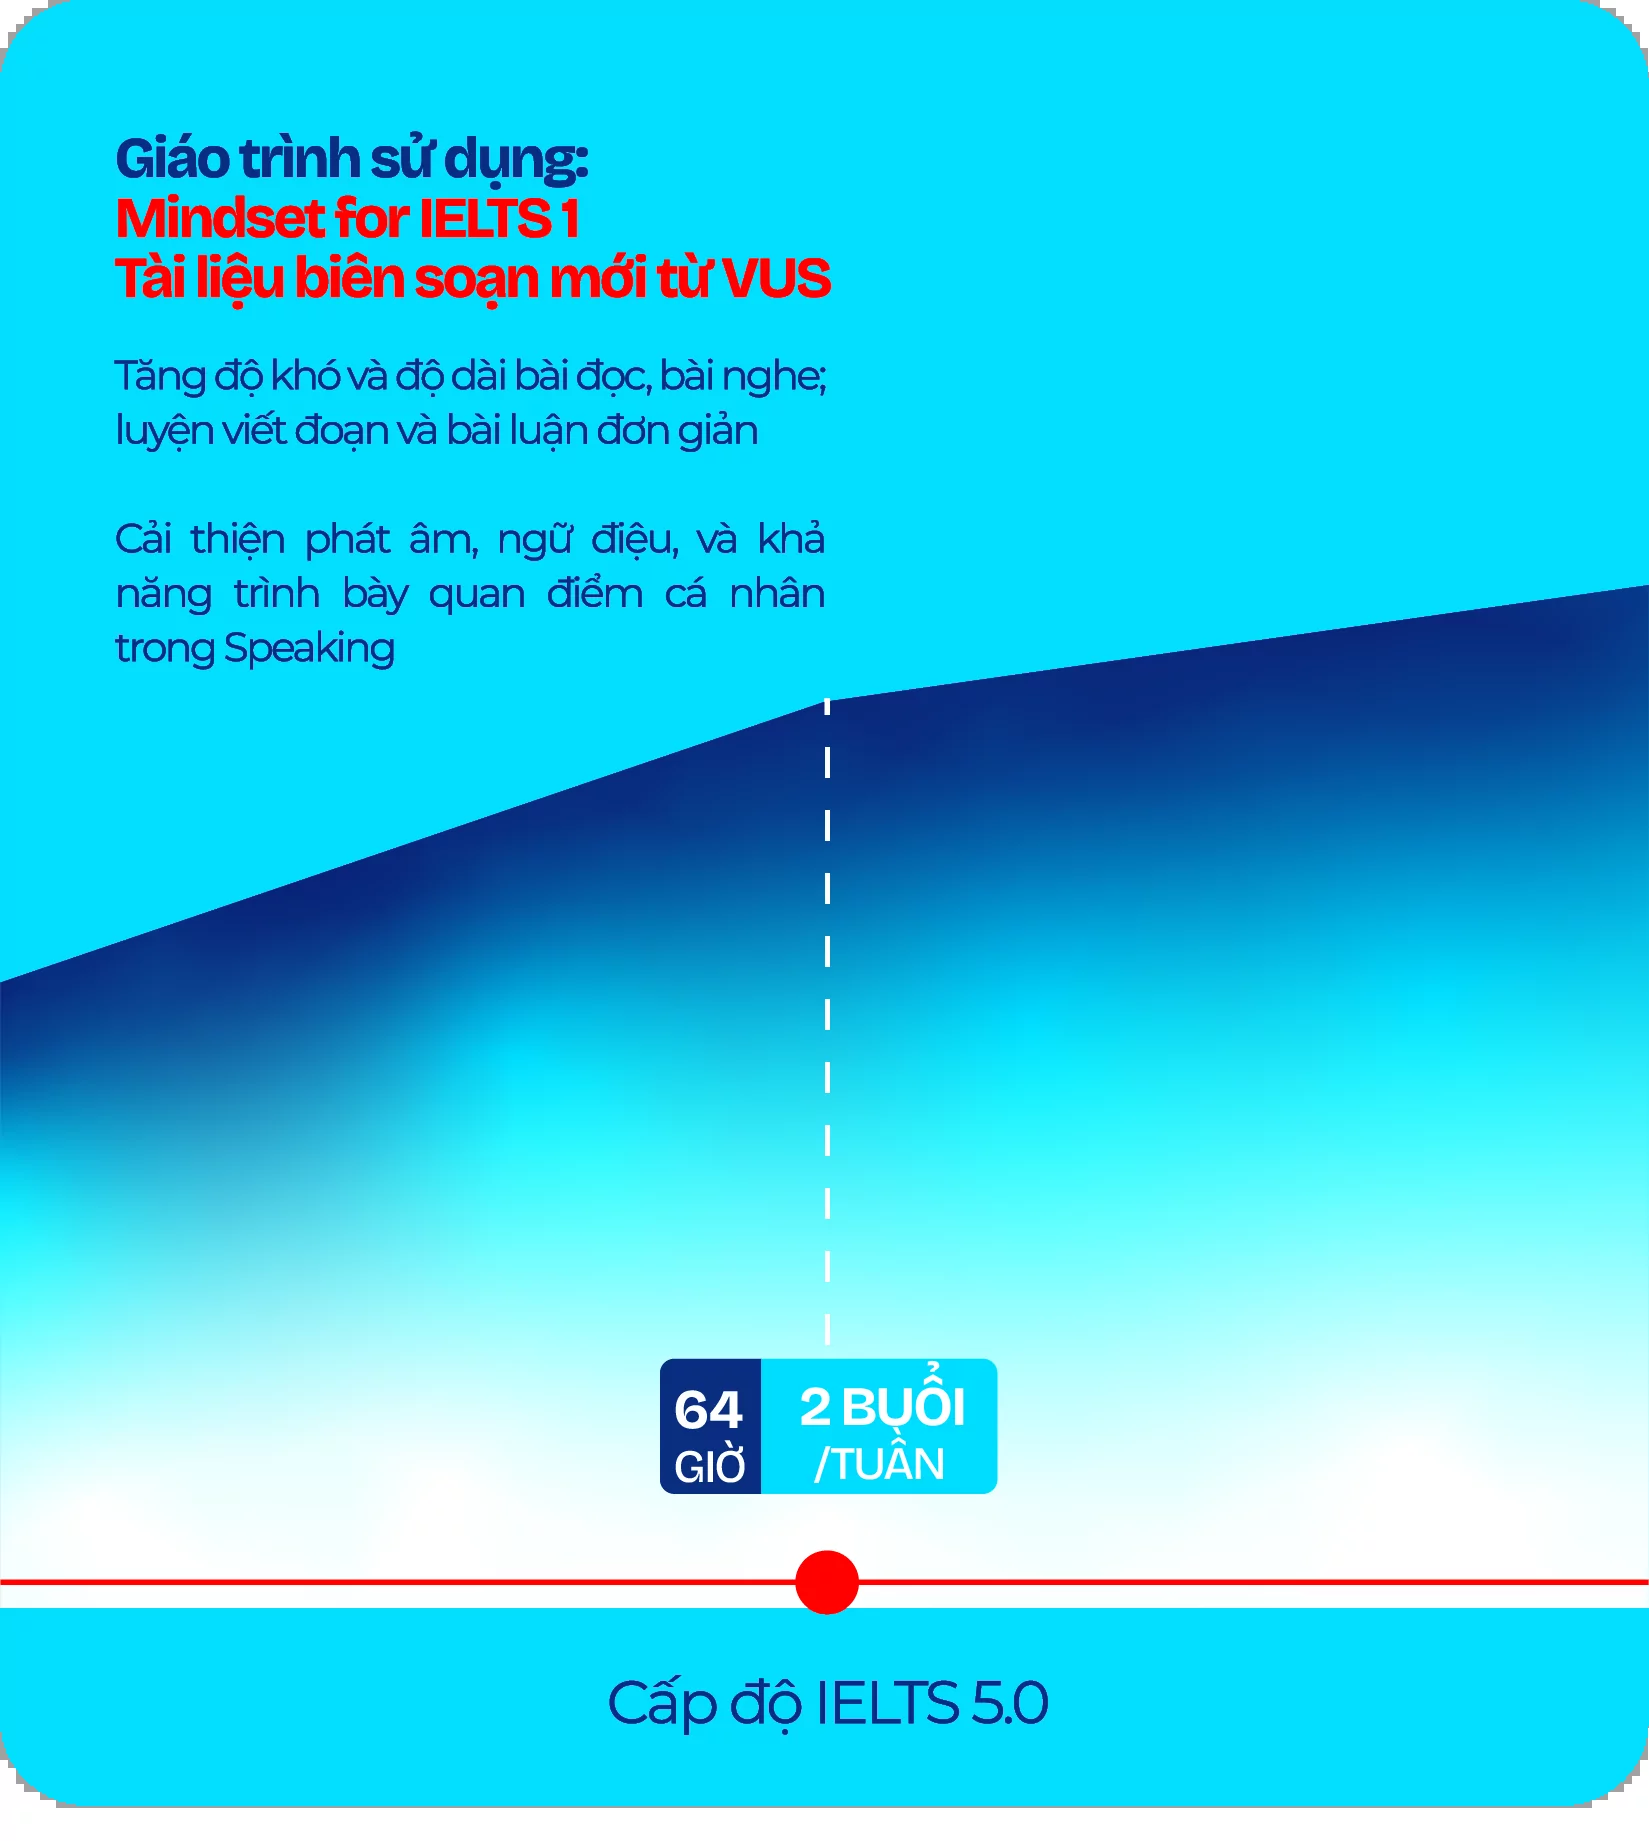 Giáo trình sử dụng:
Mindset for IELTS 1
Tài liệu biên soạn mới từ VUS
Tăng độ khó và độ dài bài đọc, bài nghe;
luyện viết đoạn và bài luận đơn giản
Cải thiện phát âm, ngữ điệu, và khả
năng trình bày quan điểm cá nhân
trong Speaking
64
GIỜ
2 BUỔI
/TUẦN
Cấp độ IELTS 5.0